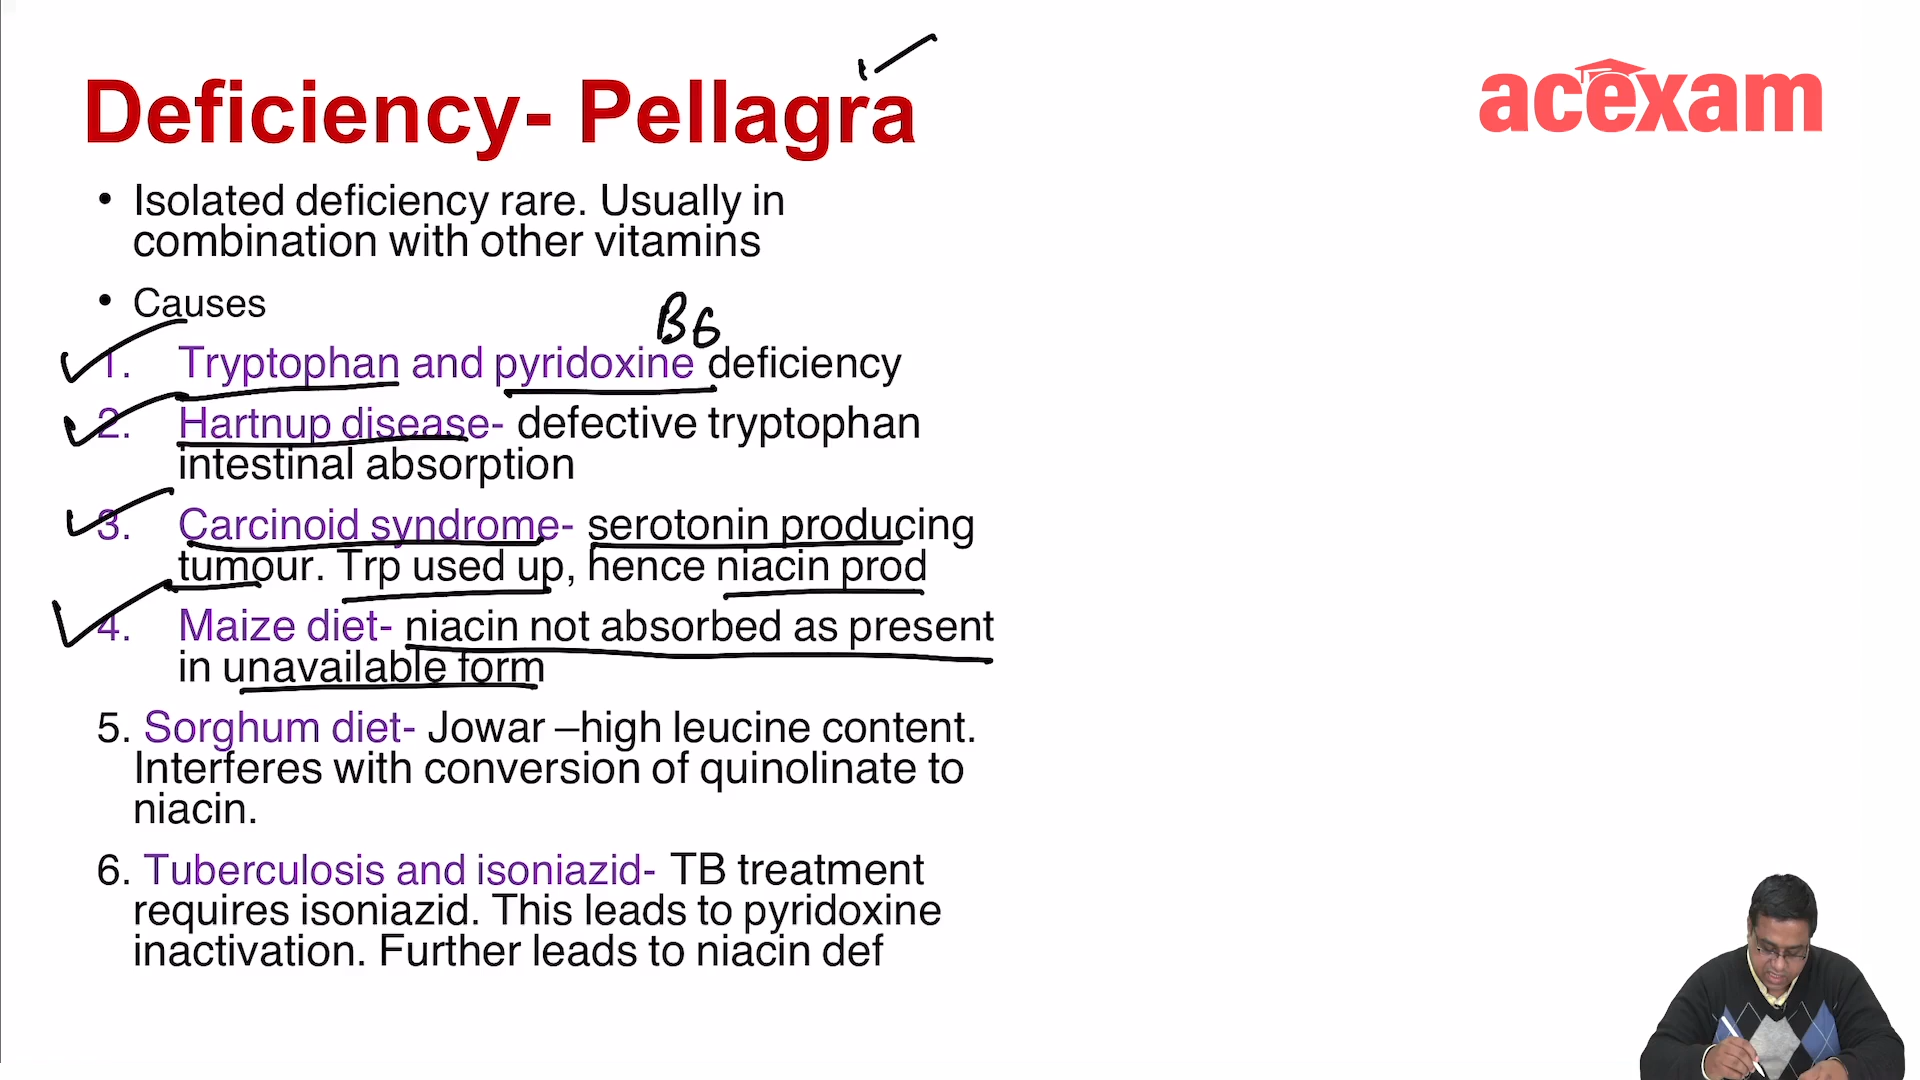 Deficiency- Pellagra
acexam
• Isolated deficiency rare. Usually in
combination with other vitamins
• Causes
B6
1. Tryptophan and pyridoxine deficiency
2. Hartnup disease- defective tryptophan
intestinal absorption
3. Carcinoid syndrome- serotonin producing
tumour. Trp used up, hence niacin prod
4. Maize diet- niacin not absorbed as present
in unavailable form
5. Sorghum diet- Jowar –high leucine content.
Interferes with conversion of quinolinate to
niacin.
6. Tuberculosis and isoniazid- TB treatment
requires isoniazid. This leads to pyridoxine
inactivation. Further leads to niacin def